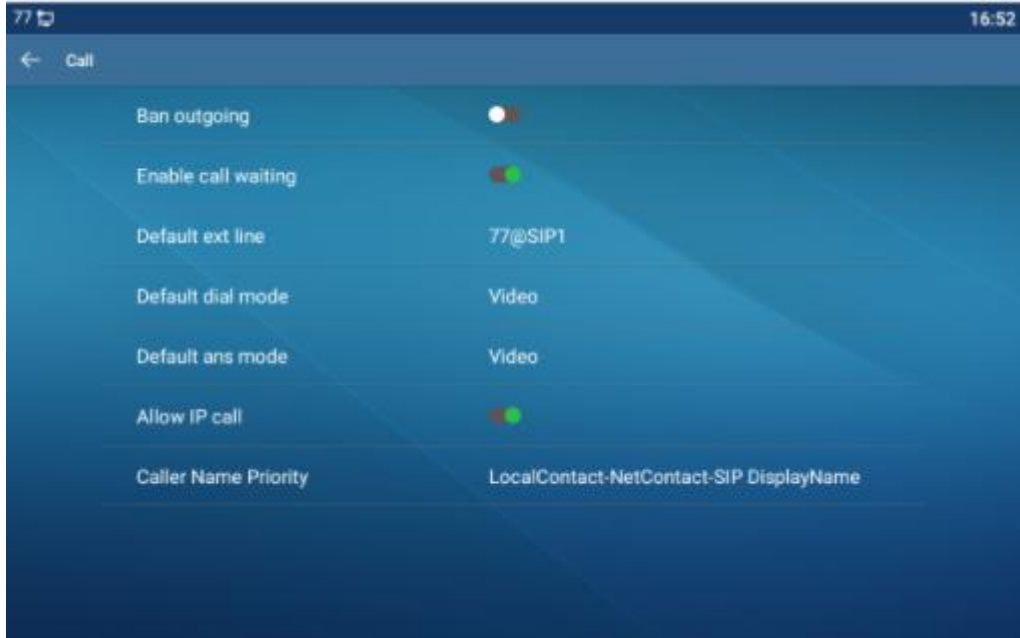 77 16:52
Call
Ban outgoing
Enable call waiting
Default ext line 77@SIP1
Default dial mode Video
Default ans mode Video
Allow IP call
Caller Name Priority LocalContact-NetContact-SIP DisplayName